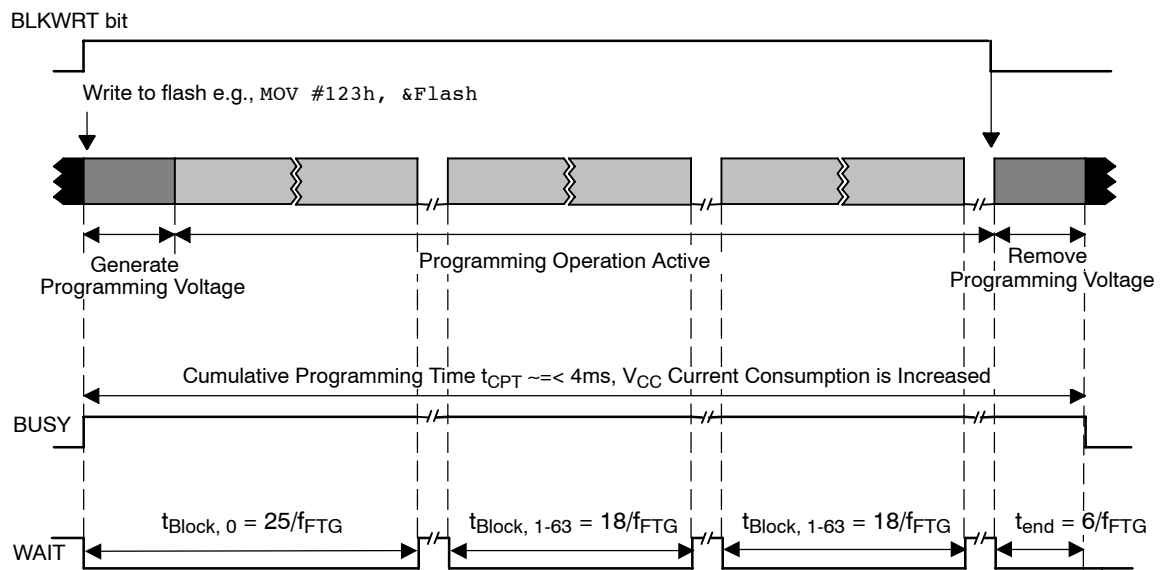 BLKWRT bit
Write to flash e.g., MOV #123h, &Flash
Generate
Programming Voltage
Programming Operation Active
Remove
Programming Voltage
Cumulative Programming Time tCPT ~=< 4ms, VCC Current Consumption is Increased
BUSY
tBlock, 0 = 25/fFTG
tBlock, 1-63 = 18/fFTG
tBlock, 1-63 = 18/fFTG
tend = 6/fFTG
WAIT